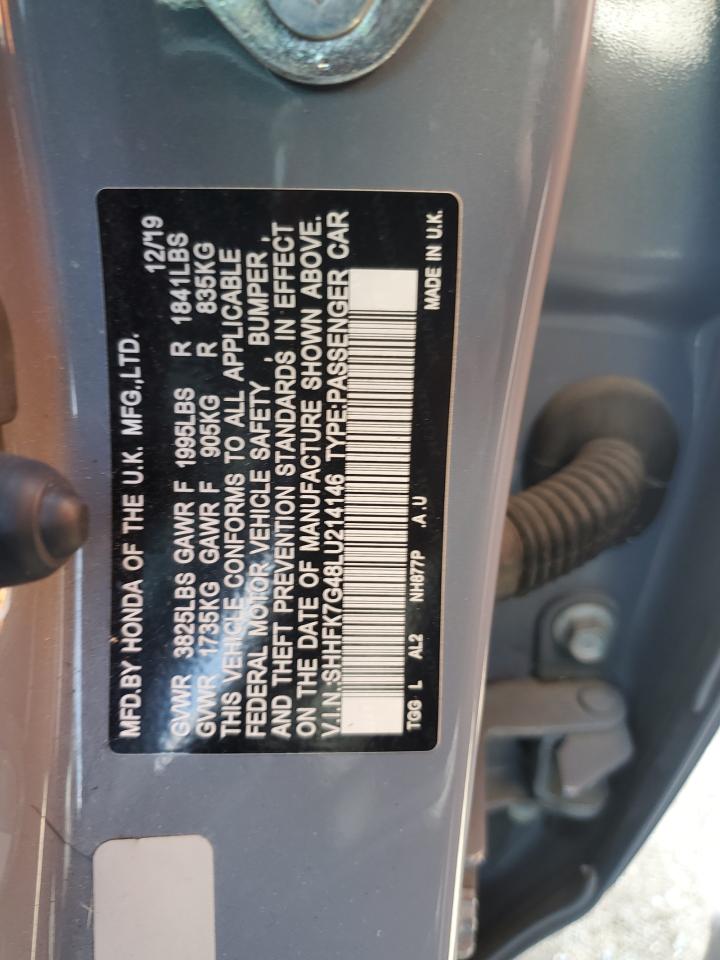 MFD.BY HONDA OF THE U.K. MFG.,LTD. 12/19
GVWR 3825LBS GAWR F 1995LBS R 1841LBS
GVWR 1735KG GAWR F 905KG R 835KG
THIS VEHICLE CONFORMS TO ALL APPLICABLE
FEDERAL MOTOR VEHICLE SAFETY, BUMPER,
AND THEFT PREVENTION STANDARDS IN EFFECT
ON THE DATE OF MANUFACTURE SHOWN ABOVE.
V.I.N.SHHFK7G48LU214146 TYPE:PASSENGER CAR
TGG L AL2 NH877P .A.U MADE IN U.K.